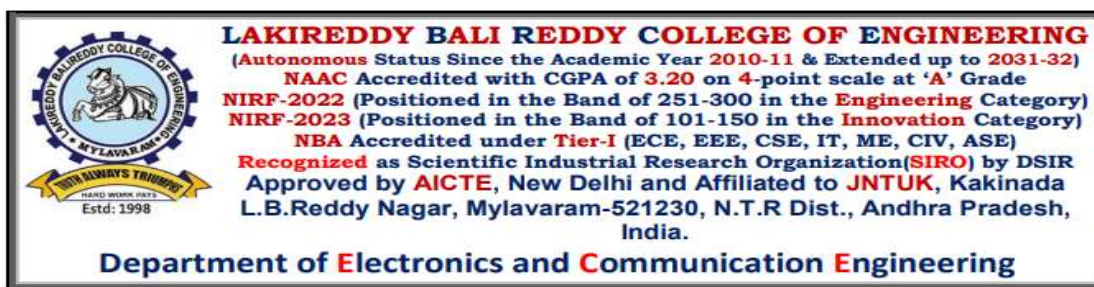 LAKIREDDY BALIREDDY COLLEGE OF ENGINEERING
★ MYLAVARAM ★
TRUTH ALWAYS TRIUMPHS
HARD WORK PAYS
Estd: 1998
LAKIREDDY BALI REDDY COLLEGE OF ENGINEERING
(Autonomous Status Since the Academic Year 2010-11 & Extended up to 2031-32)
NAAC Accredited with CGPA of 3.20 on 4-point scale at ‘A’ Grade
NIRF-2022 (Positioned in the Band of 251-300 in the Engineering Category)
NIRF-2023 (Positioned in the Band of 101-150 in the Innovation Category)
NBA Accredited under Tier-I (ECE, EEE, CSE, IT, ME, CIV, ASE)
Recognized as Scientific Industrial Research Organization(SIRO) by DSIR
Approved by AICTE, New Delhi and Affiliated to JNTUK, Kakinada
L.B.Reddy Nagar, Mylavaram-521230, N.T.R Dist., Andhra Pradesh,
India.
Department of Electronics and Communication Engineering